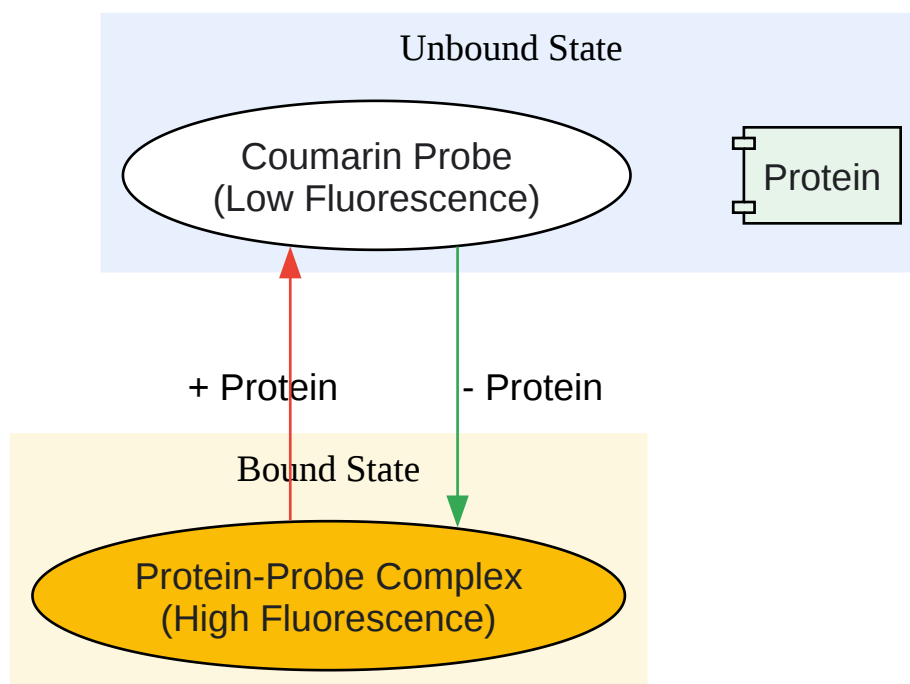 Unbound State
Coumarin Probe
(Low Fluorescence)
Protein
+ Protein
- Protein
Bound State
Protein-Probe Complex
(High Fluorescence)